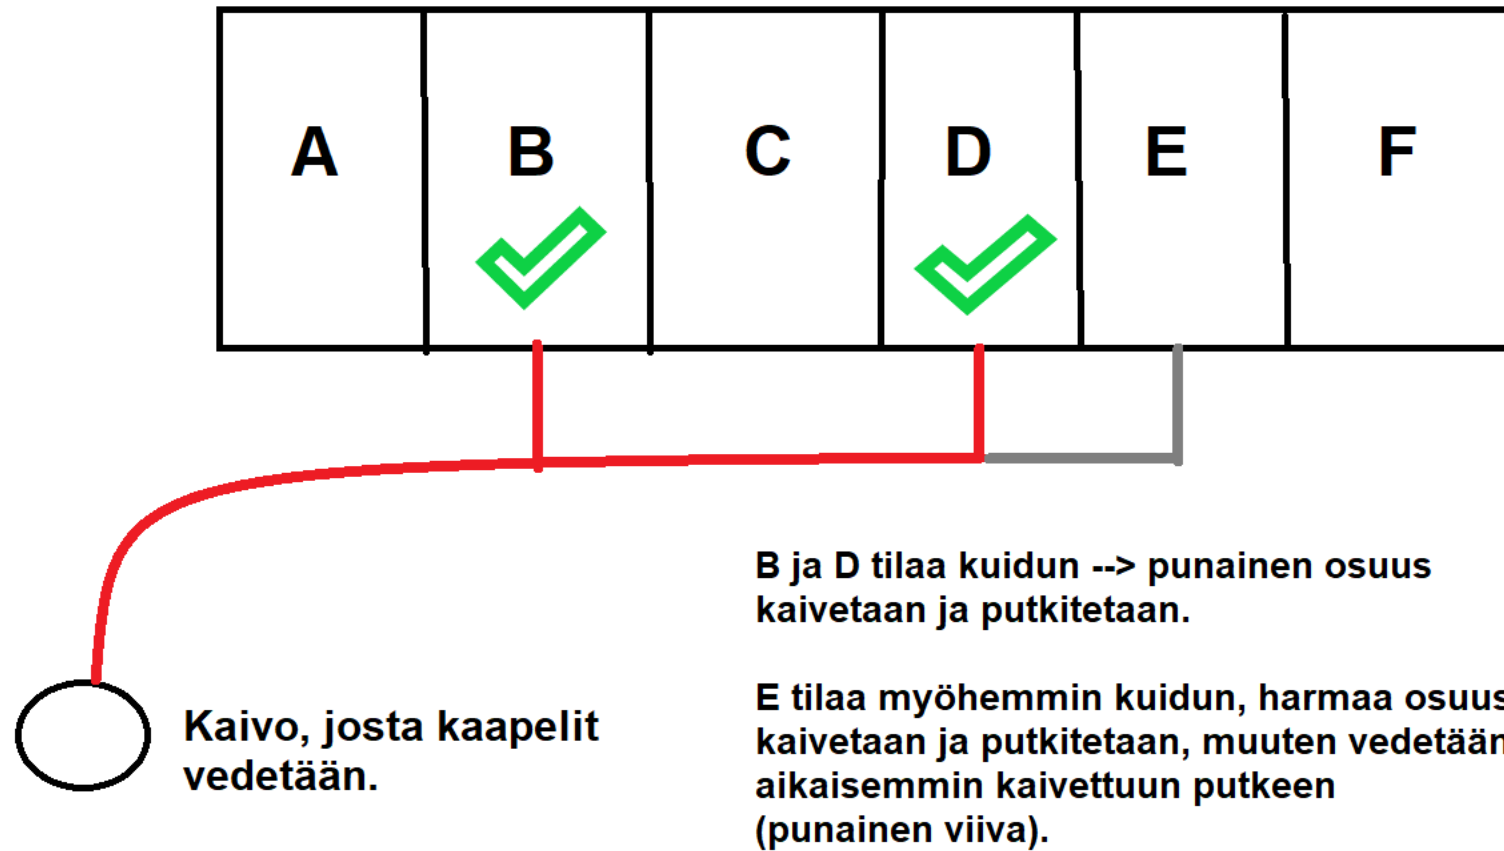 A B C D E F
B ja D tilaa kuidun --> punainen osuus
kaivetaan ja putkitetaan.
E tilaa myöhemmin kuidun, harmaa osuus
kaivetaan ja putkitetaan, muuten vedetään
aikaisemmin kaivettuun putkeen
(punainen viiva).
Kaivo, josta kaapelit
vedetään.